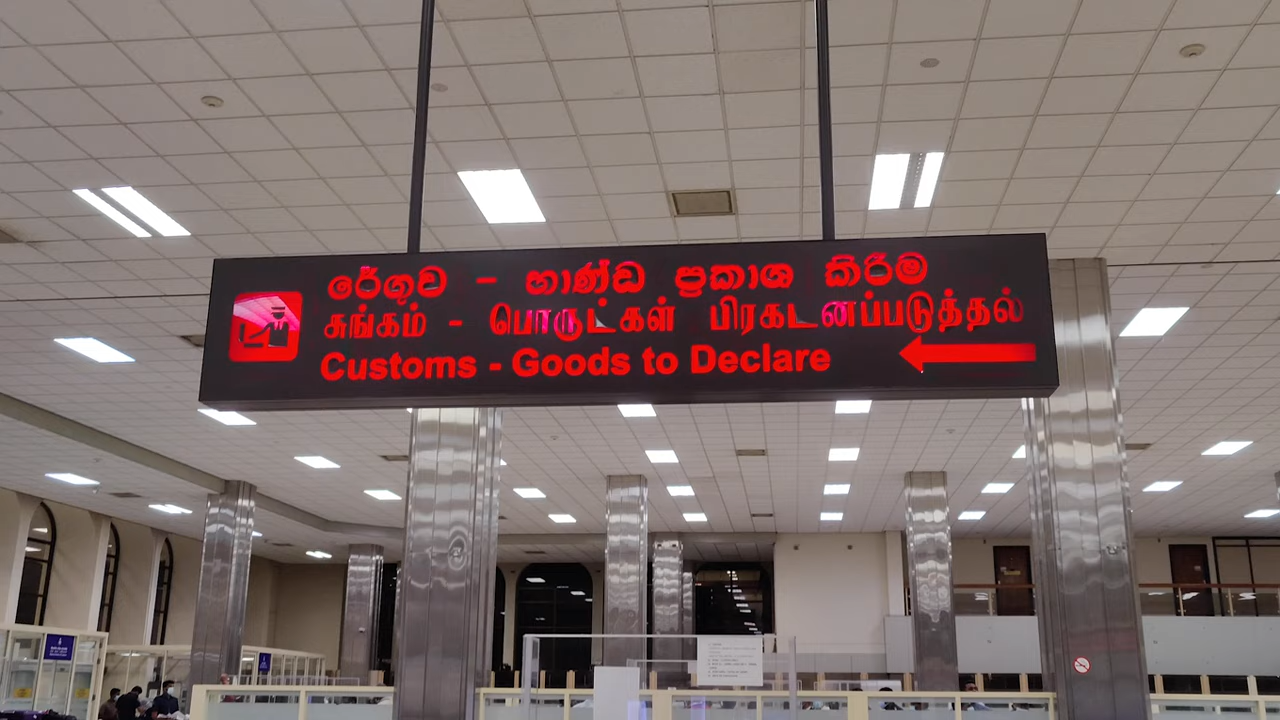 රේගුව - භාණ්ඩ ප්‍රකාශ කිරීම
சுங்கம் - பொருட்கள் பிரகடனப்படுத்தல்
Customs - Goods to Declare